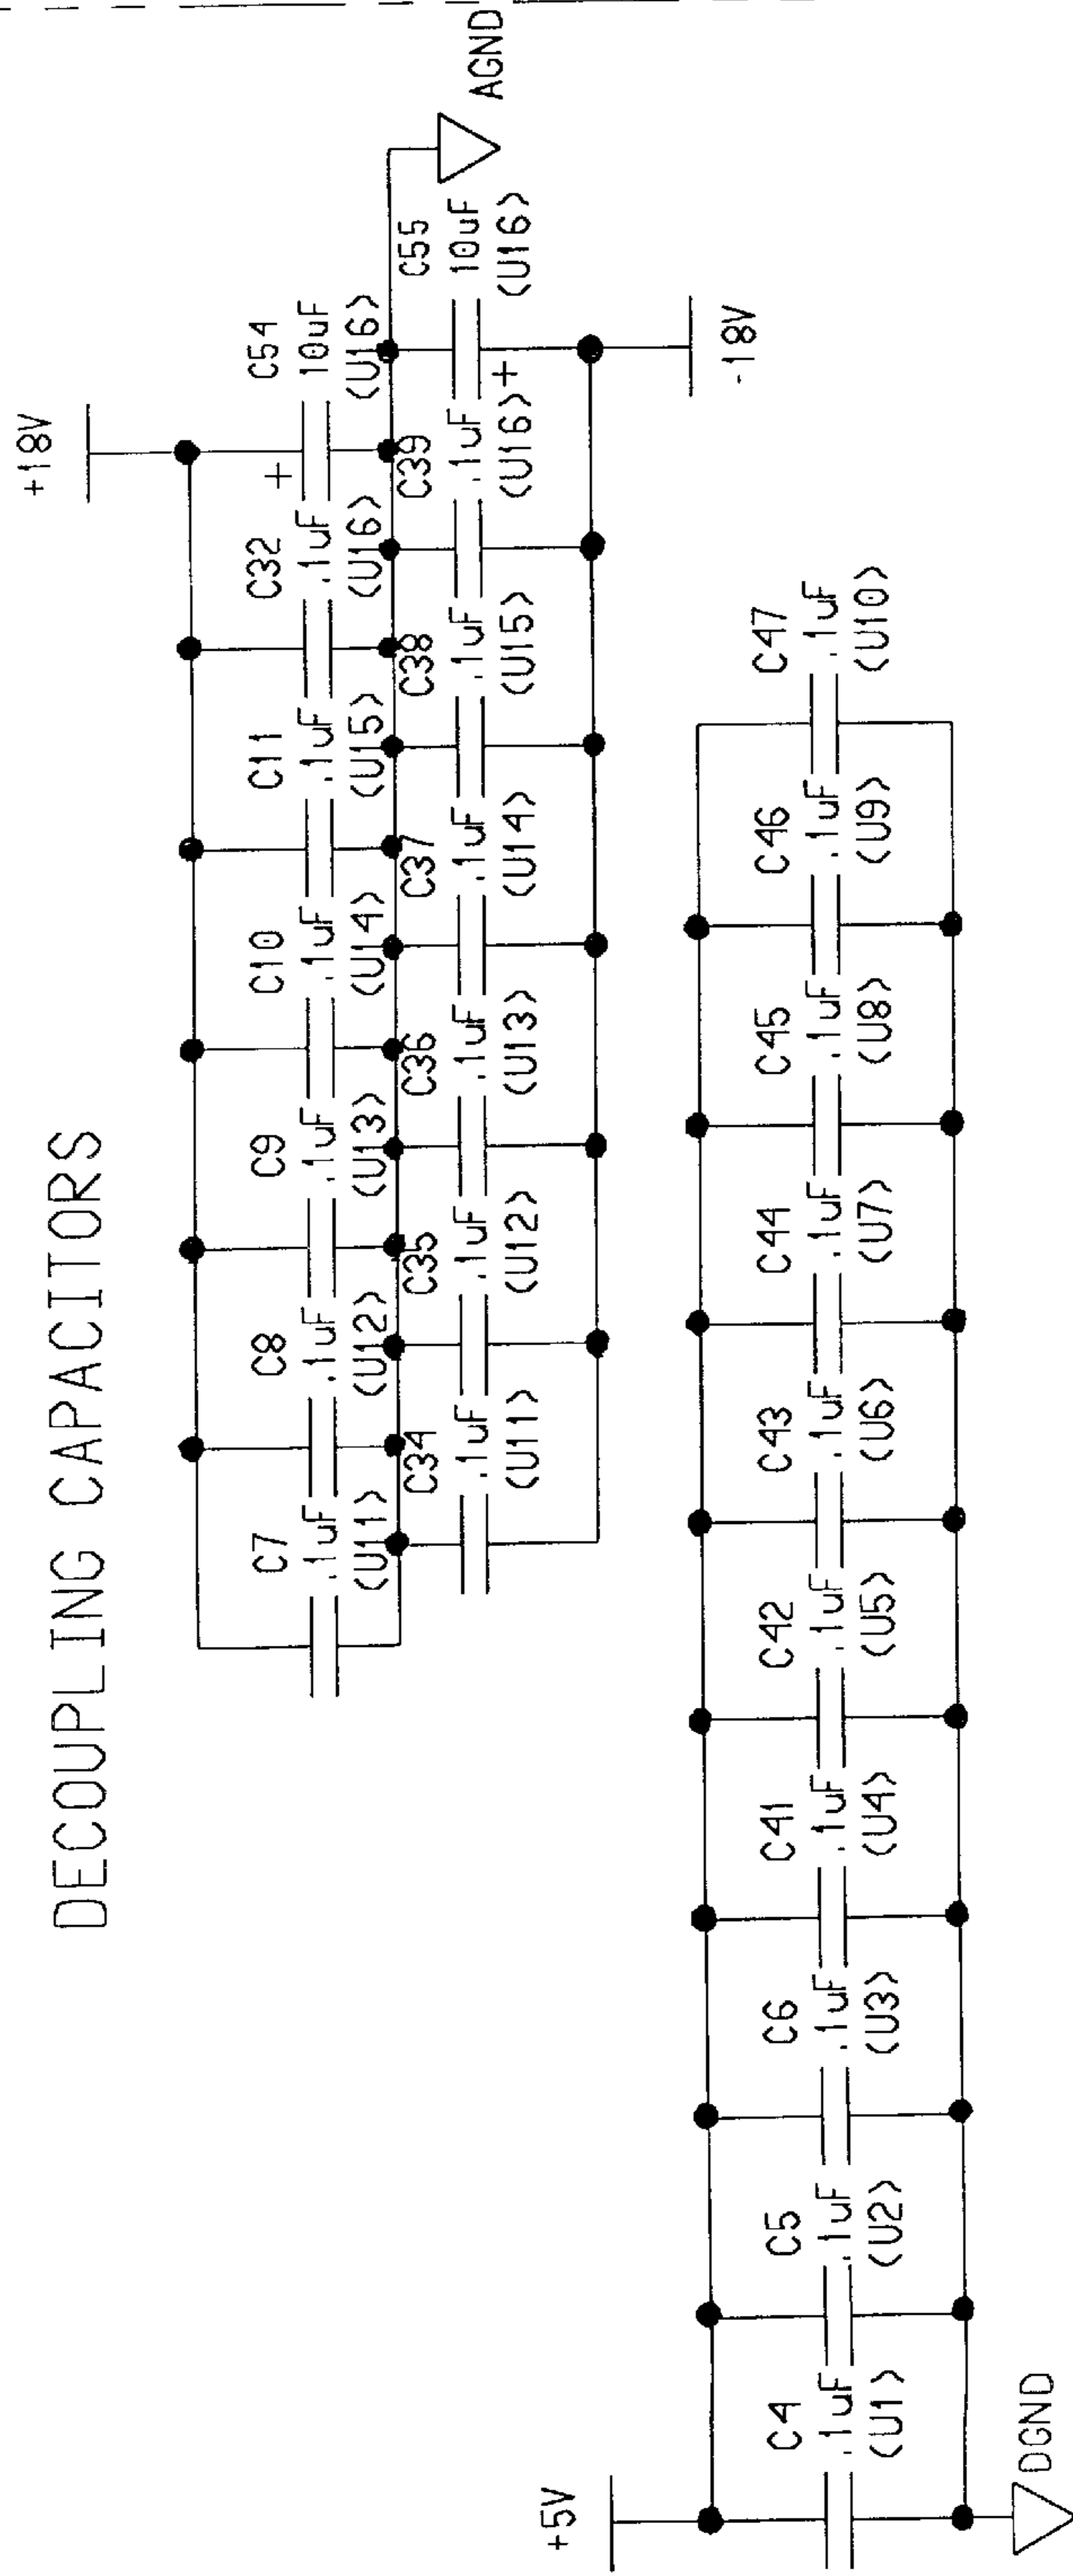 DECOUPLING CAPACITORS
+18V
C7
.1uF
(U11)
C8
.1uF
(U12)
C9
.1uF
(U13)
C10
.1uF
(U14)
C11
.1uF
(U15)
C32
.1uF
(U16)
+
C54
10uF
(U16)
AGND
C34
.1uF
(U11)
C35
.1uF
(U12)
C36
.1uF
(U13)
C37
.1uF
(U14)
C38
.1uF
(U15)
C39
.1uF
(U16)
+
C55
10uF
(U16)
-18V
+5V
C4
.1uF
(U1)
C5
.1uF
(U2)
C6
.1uF
(U3)
C41
.1uF
(U4)
C42
.1uF
(U5)
C43
.1uF
(U6)
C44
.1uF
(U7)
C45
.1uF
(U8)
C46
.1uF
(U9)
C47
.1uF
(U10)
DGND